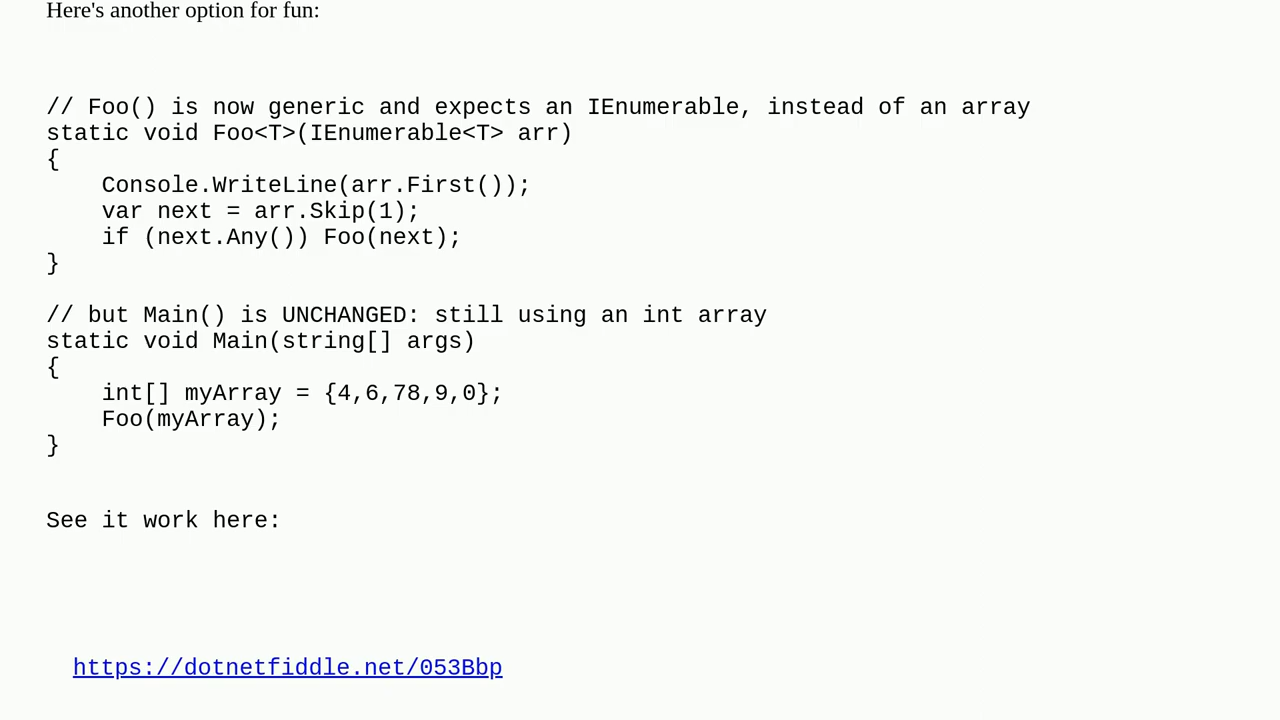 Here's another option for fun:
// Foo() is now generic and expects an IEnumerable, instead of an array
static void Foo<T>(IEnumerable<T> arr)
{
    Console.WriteLine(arr.First());
    var next = arr.Skip(1);
    if (next.Any()) Foo(next);
}
// but Main() is UNCHANGED: still using an int array
static void Main(string[] args)
{
    int[] myArray = {4,6,78,9,0};
    Foo(myArray);
}
See it work here:
https://dotnetfiddle.net/053Bbp